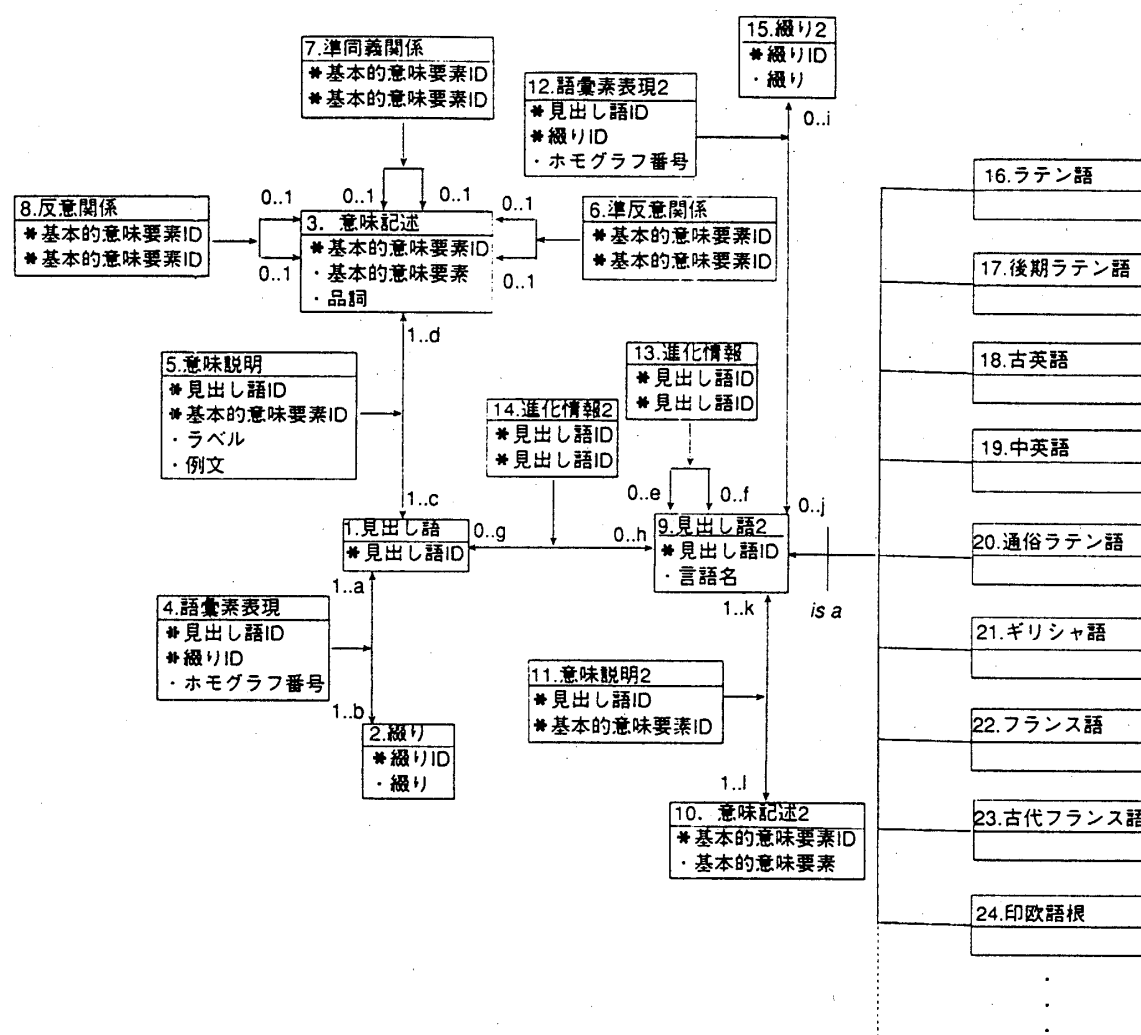 7.準同義関係
*基本的意味要素ID
*基本的意味要素ID
15.綴り2
*綴りID
・綴り
12.語彙素表現2
*見出し語ID
*綴りID
・ホモグラフ番号
0..i
16.ラテン語
8.反意関係
*基本的意味要素ID
*基本的意味要素ID
0..1
0..1
0..1
0..1
0..1
0..1
3. 意味記述
*基本的意味要素ID
・基本的意味要素
・品詞
6.準反意関係
*基本的意味要素ID
*基本的意味要素ID
17.後期ラテン語
1..d
5.意味説明
*見出し語ID
*基本的意味要素ID
・ラベル
・例文
13.進化情報
*見出し語ID
*見出し語ID
18.古英語
14.進化情報2
*見出し語ID
*見出し語ID
19.中英語
1..c
0..e
0..f
0..j
1.見出し語
*見出し語ID
0..g
0..h
9.見出し語2
*見出し語ID
・言語名
20.通俗ラテン語
1..a
1..k
is a
4.語彙素表現
*見出し語ID
*綴りID
・ホモグラフ番号
21.ギリシャ語
11.意味説明2
*見出し語ID
*基本的意味要素ID
1..b
2.綴り
*綴りID
・綴り
22.フランス語
1..l
10. 意味記述2
*基本的意味要素ID
・基本的意味要素
23.古代フランス語
24.印欧語根